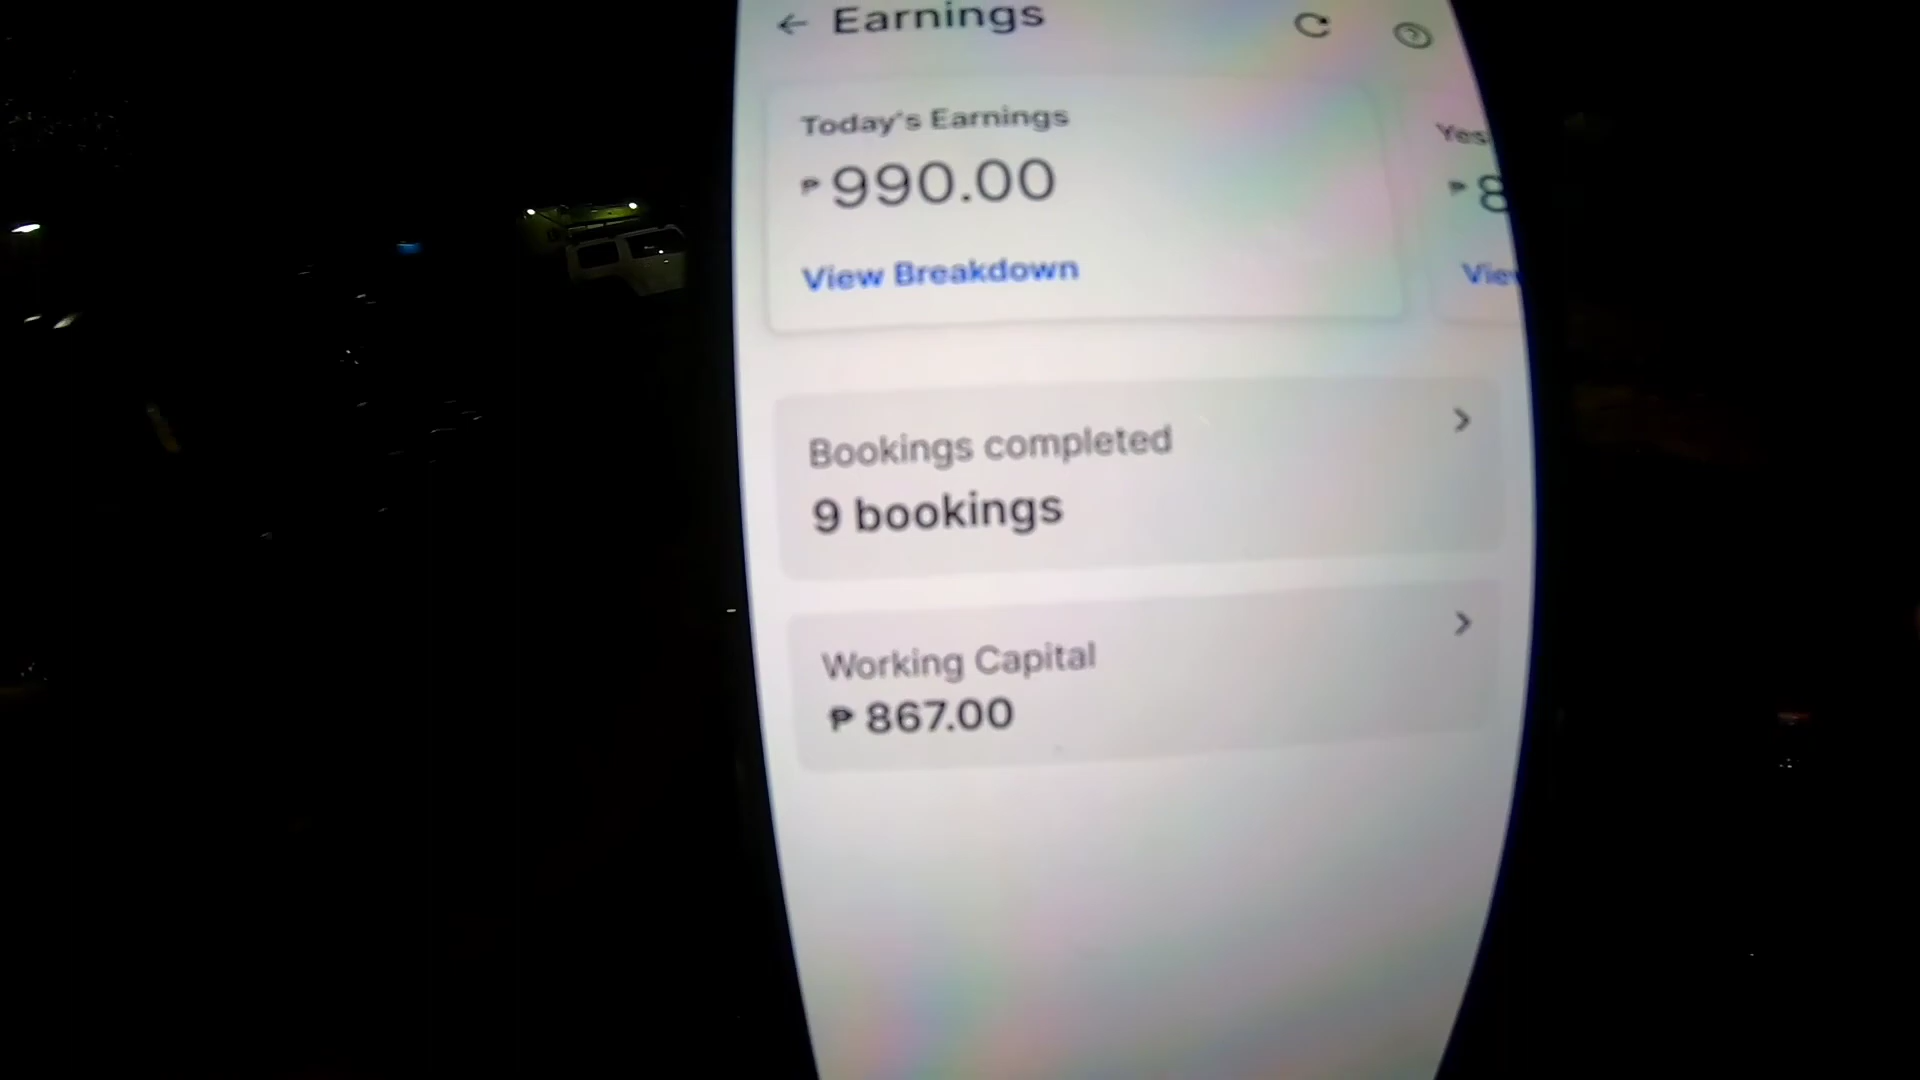 ← Earnings
Today's Earnings
₱ 990.00
View Breakdown
Bookings completed
9 bookings
Working Capital
₱ 867.00